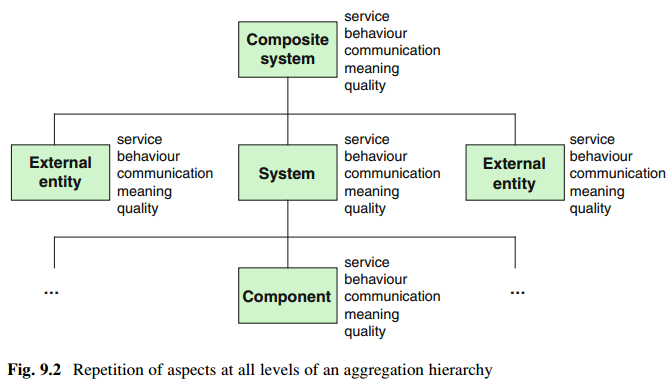 Composite
system
service
behaviour
communication
meaning
quality
External
entity
service
behaviour
communication
meaning
quality
System
service
behaviour
communication
meaning
quality
External
entity
service
behaviour
communication
meaning
quality
...
Component
service
behaviour
communication
meaning
quality
...
Fig. 9.2 Repetition of aspects at all levels of an aggregation hierarchy